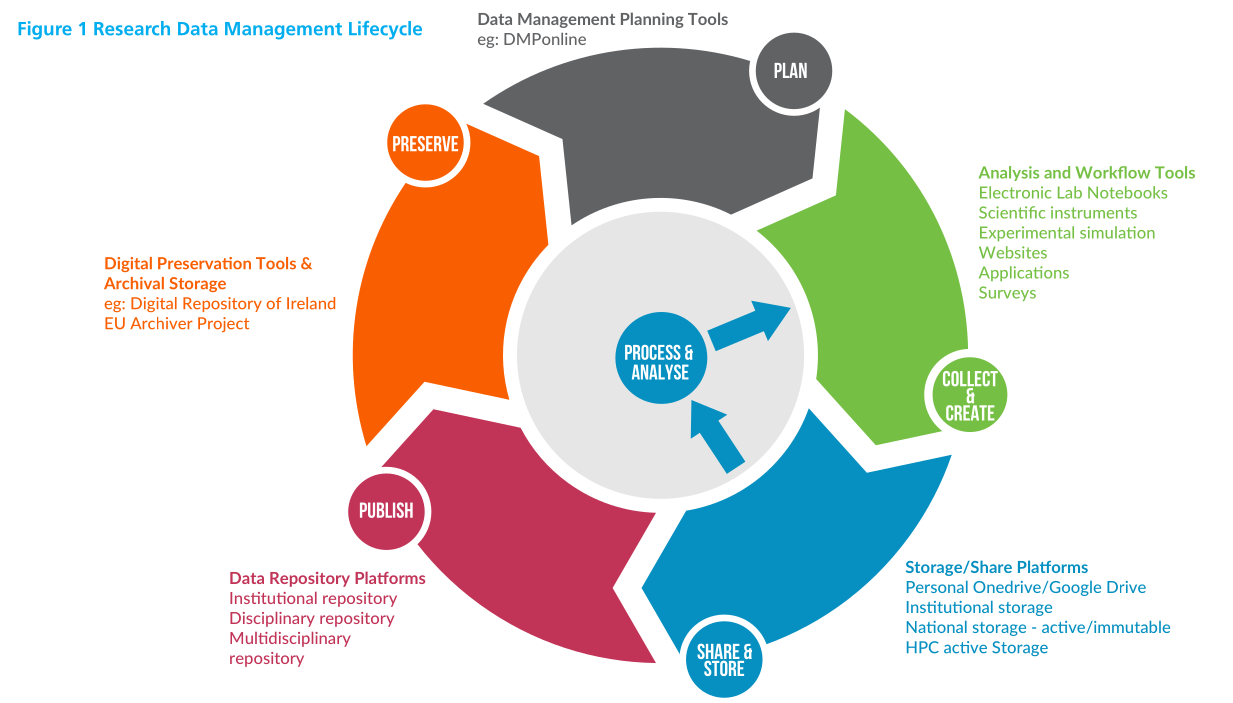 Figure 1 Research Data Management Lifecycle
Data Management Planning Tools
eg: DMPonline
PLAN
PRESERVE
Analysis and Workflow Tools
Electronic Lab Notebooks
Scientific instruments
Experimental simulation
Websites
Applications
Surveys
Digital Preservation Tools &
Archival Storage
eg: Digital Repository of Ireland
EU Archiver Project
PROCESS &
ANALYSE
COLLECT
&
CREATE
PUBLISH
Data Repository Platforms
Institutional repository
Disciplinary repository
Multidisciplinary
repository
Storage/Share Platforms
Personal Onedrive/Google Drive
Institutional storage
National storage - active/immutable
HPC active Storage
SHARE &
STORE